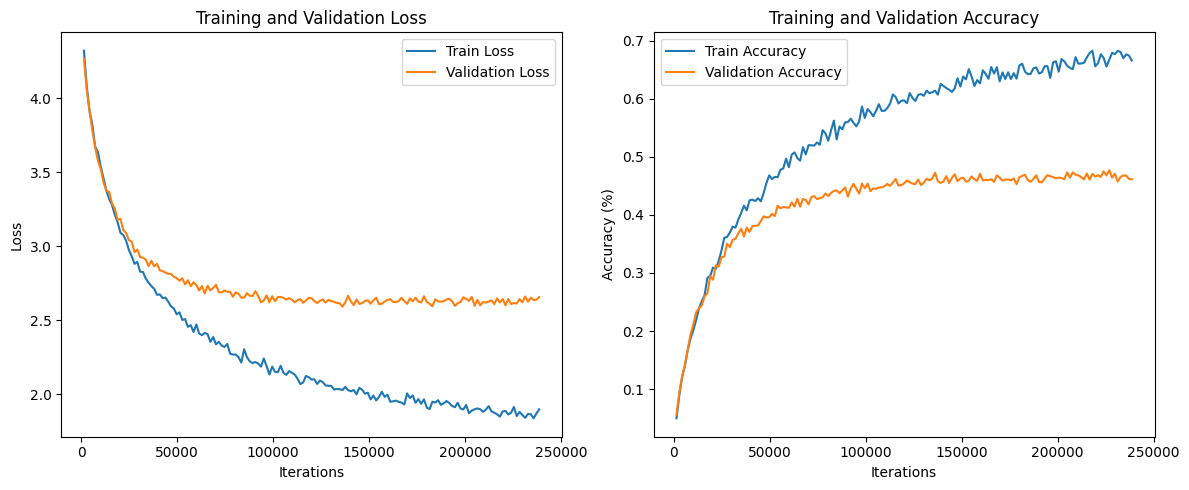 Training and Validation Loss
Train Loss
Validation Loss
4.0
3.5
3.0
2.5
2.0
Loss
0
50000
100000
150000
200000
250000
Iterations
Training and Validation Accuracy
Train Accuracy
Validation Accuracy
0.7
0.6
0.5
0.4
0.3
0.2
0.1
Accuracy (%)
0
50000
100000
150000
200000
250000
Iterations